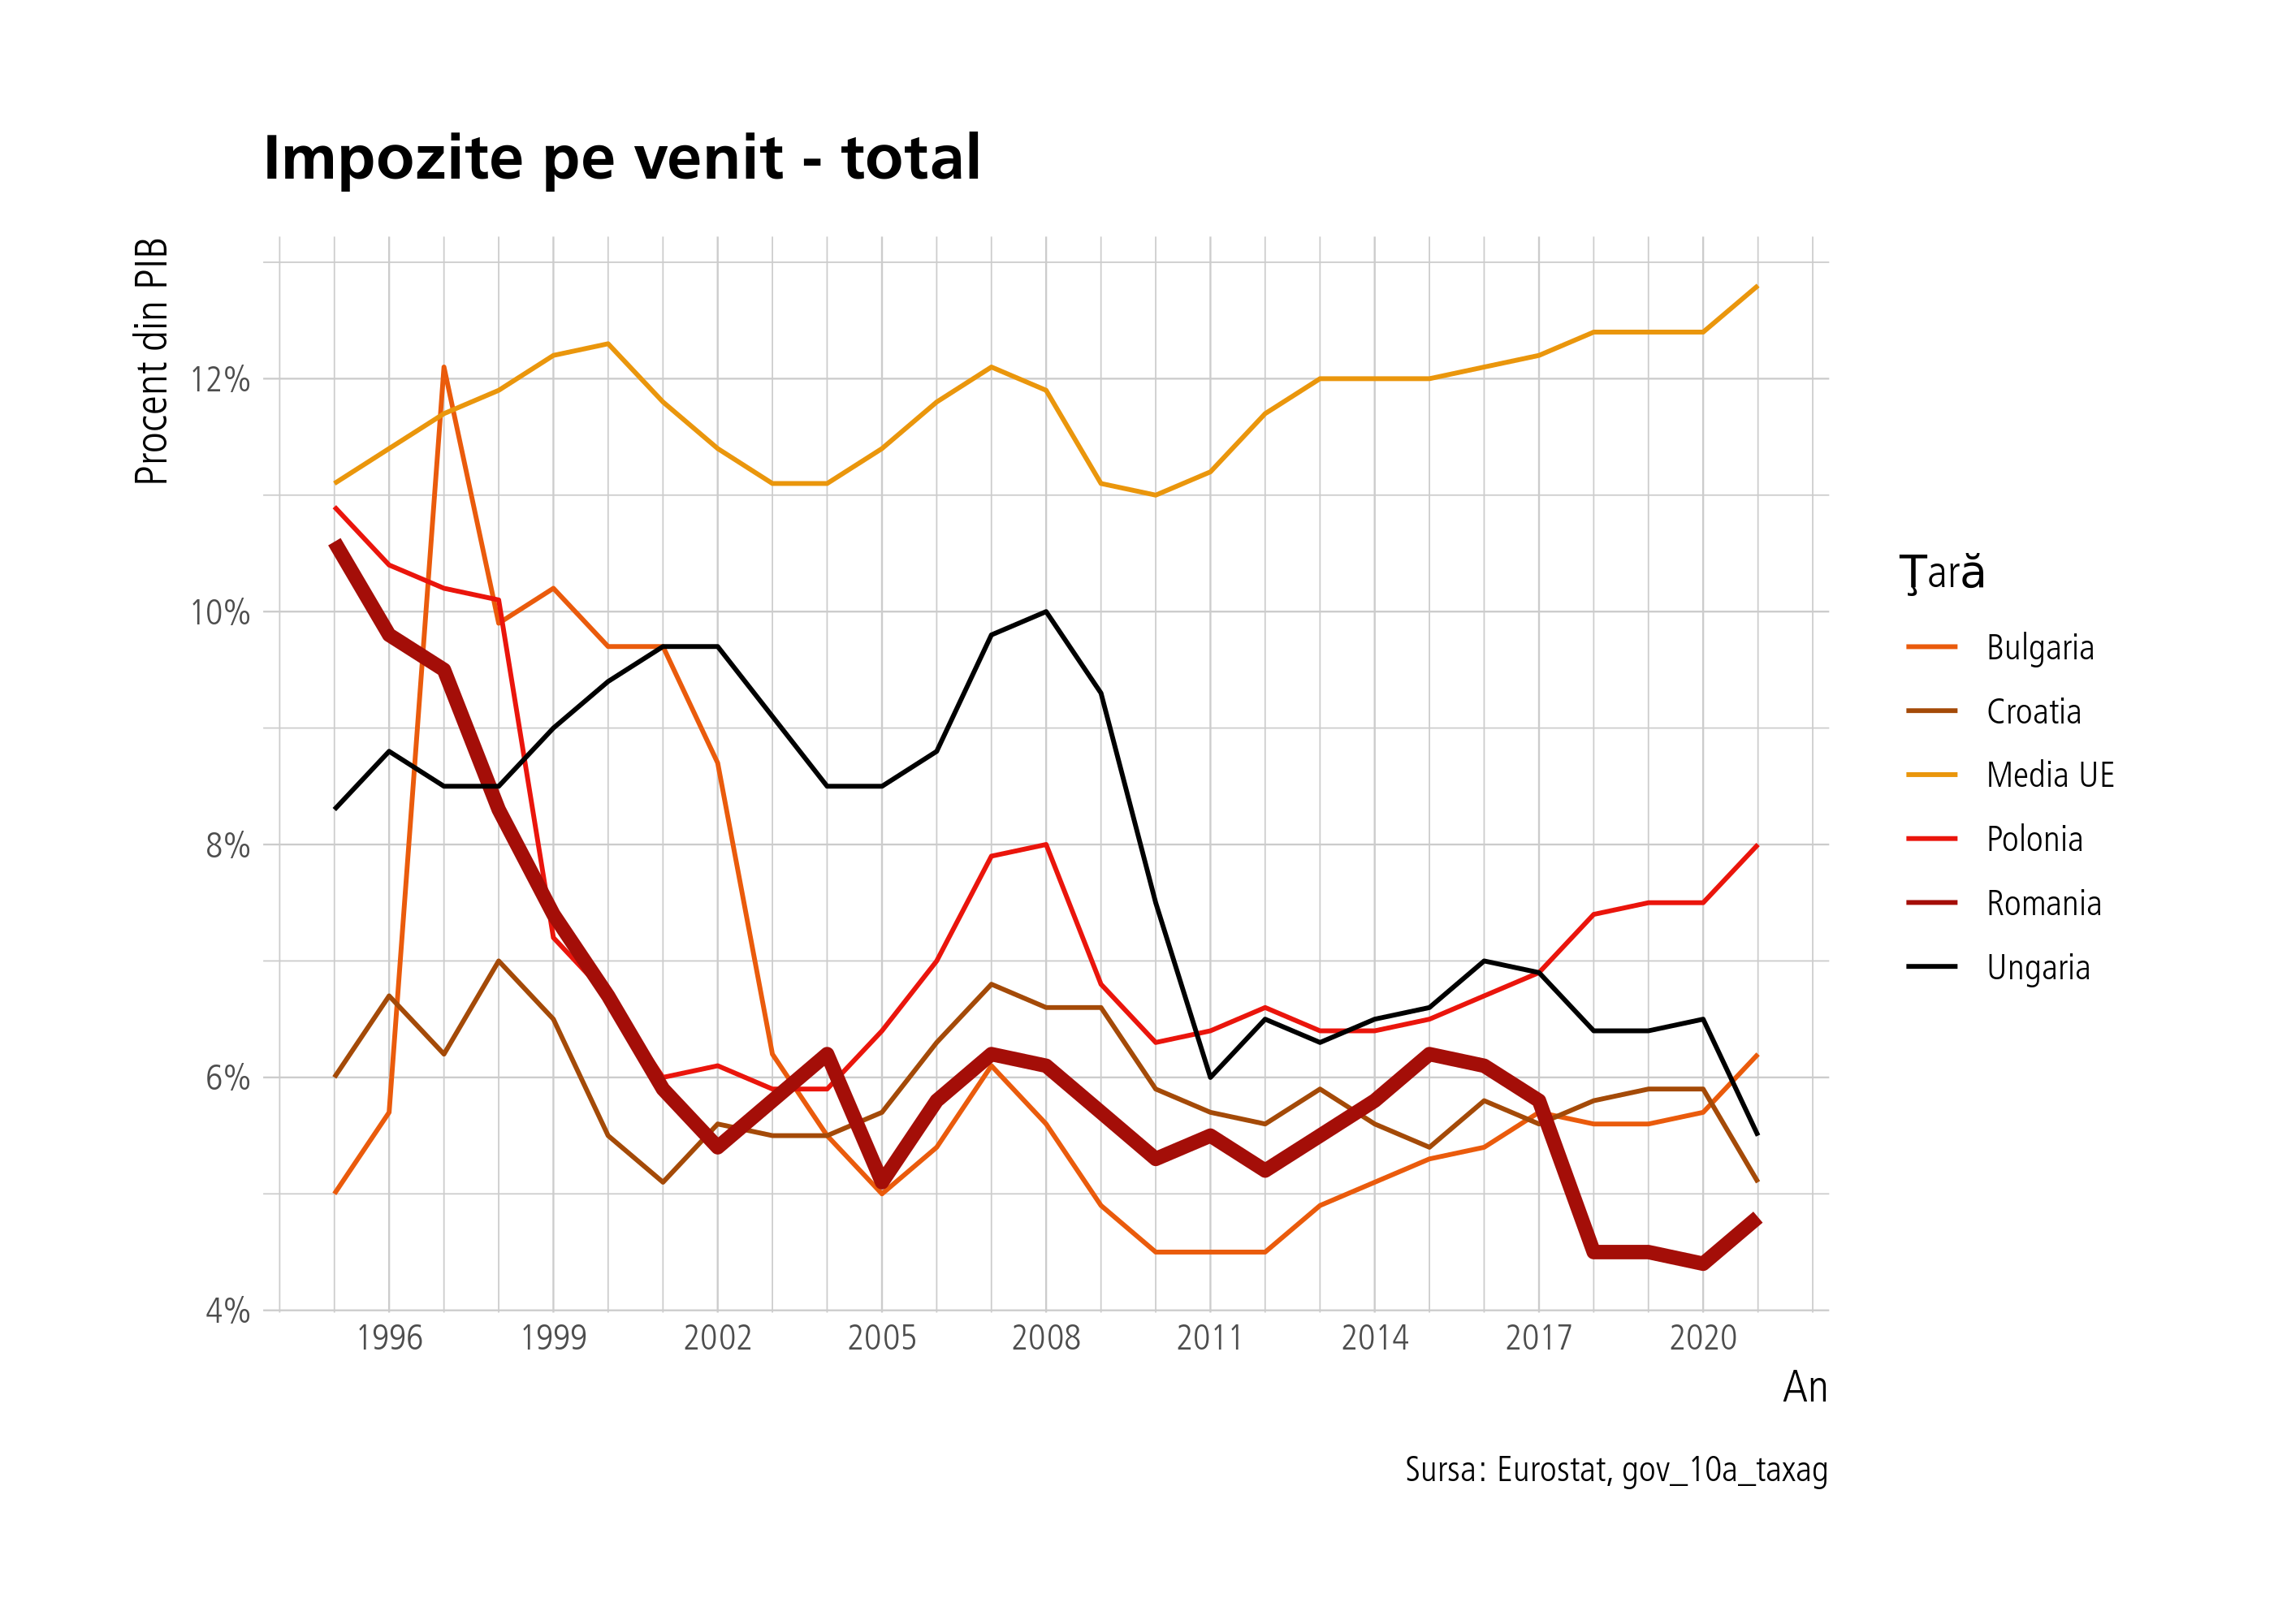 Impozite pe venit - total
Procent din PIB
12%
10%
8%
6%
4%
1996 1999 2002 2005 2008 2011 2014 2017 2020
An
Ţară
Bulgaria
Croatia
Media UE
Polonia
Romania
Ungaria
Sursa: Eurostat, gov_10a_taxag